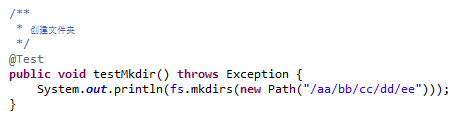 /**
 * 创建文件夹
 */
@Test
public void testMkdir() throws Exception {
    System.out.println(fs.mkdirs(new Path("/aa/bb/cc/dd/ee")));
}